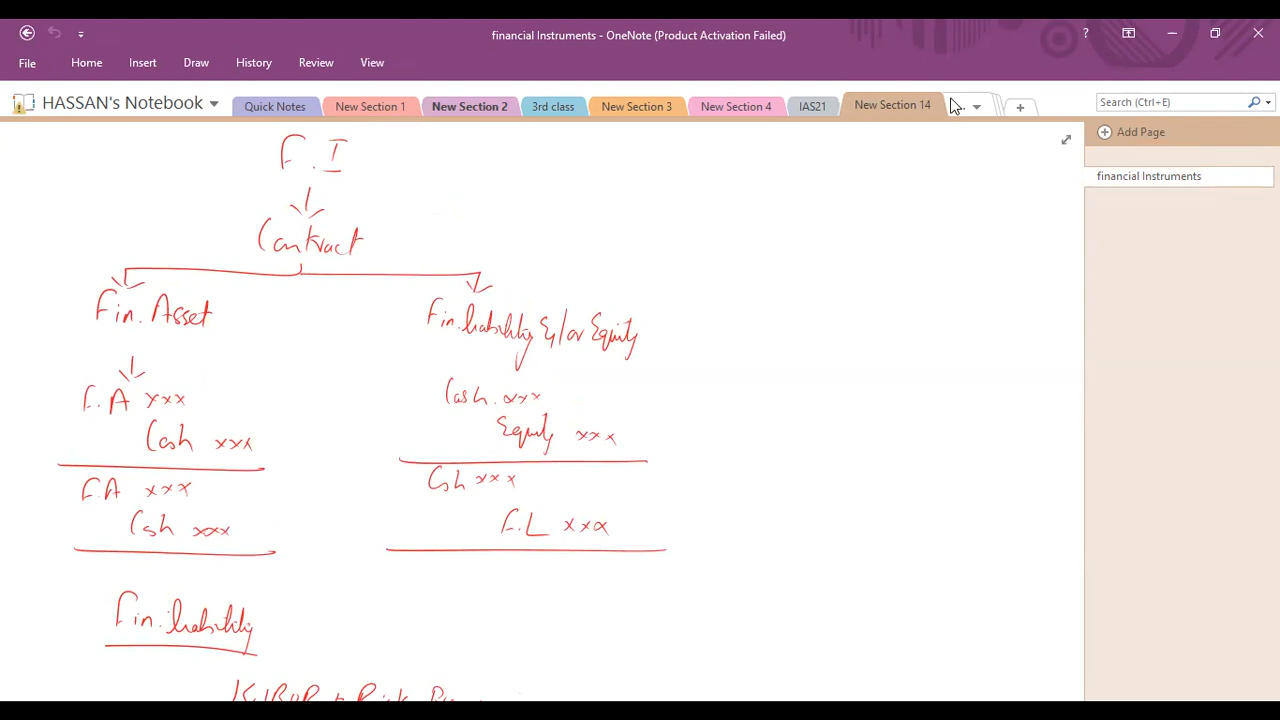 financial Instruments - OneNote (Product Activation Failed)
File Home Insert Draw History Review View
HASSAN's Notebook
Quick Notes New Section 1 New Section 2 3rd class New Section 3 New Section 4 IAS21 New Section 14
Search (Ctrl+E)
Add Page
financial Instruments
F.I
Contract
Fin. Asset
Fin. liability &/or Equity
F.A xxx
Cash xxx
F.A xxx
Csh xxx
Cash. xxx
Equity xxx
Csh xxx
F.L xxx
Fin. liability